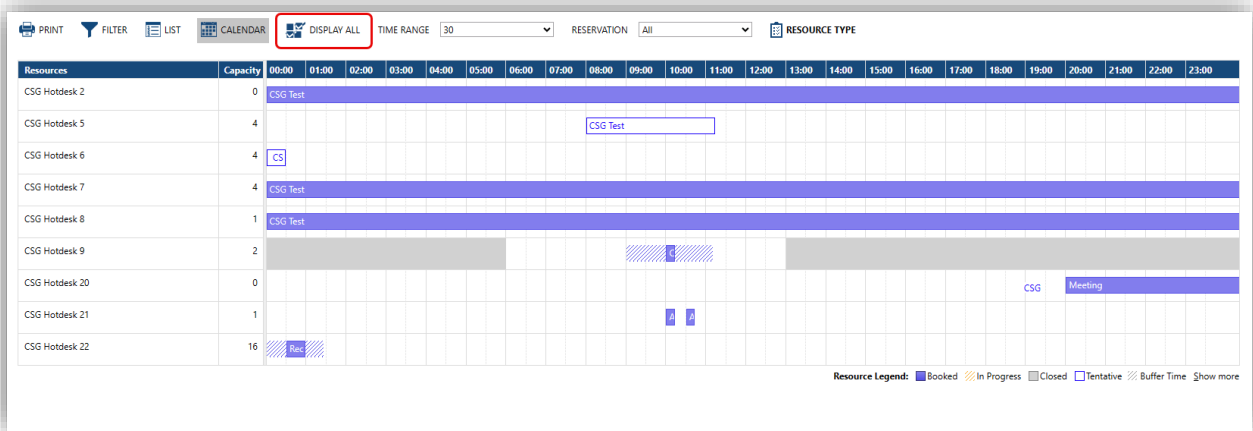 PRINT FILTER LIST CALENDAR DISPLAY ALL TIME RANGE 30 RESERVATION All RESOURCE TYPE
Resources Capacity 00:00 01:00 02:00 03:00 04:00 05:00 06:00 07:00 08:00 09:00 10:00 11:00 12:00 13:00 14:00 15:00 16:00 17:00 18:00 19:00 20:00 21:00 22:00 23:00
CSG Hotdesk 2 0 CSG Test
CSG Hotdesk 5 4 CSG Test
CSG Hotdesk 6 4 CS
CSG Hotdesk 7 4 CSG Test
CSG Hotdesk 8 1 CSG Test
CSG Hotdesk 9 2 C
CSG Hotdesk 20 0 CSG Meeting
CSG Hotdesk 21 1 A A
CSG Hotdesk 22 16 Rec
Resource Legend: Booked In Progress Closed Tentative Buffer Time Show more